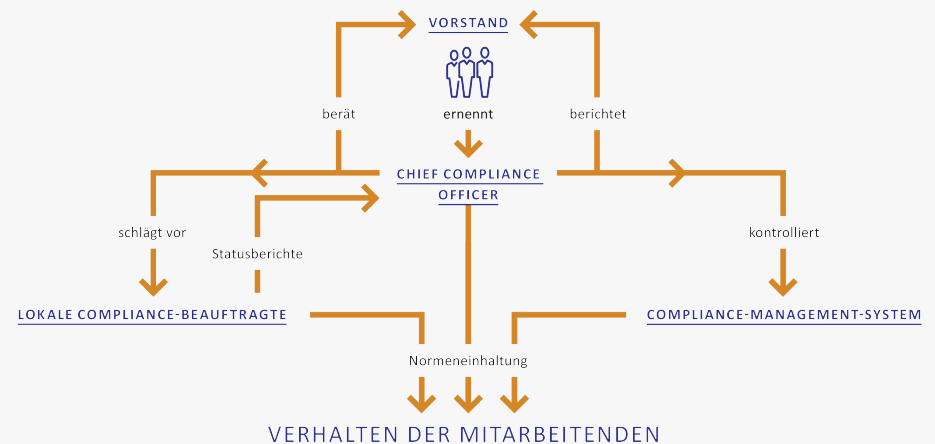 VORSTAND
berät
ernennt
berichtet
CHIEF COMPLIANCE
OFFICER
schlägt vor
kontrolliert
Statusberichte
LOKALE COMPLIANCE-BEAUFTRAGTE
COMPLIANCE-MANAGEMENT-SYSTEM
Normeneinhaltung
VERHALTEN DER MITARBEITENDEN